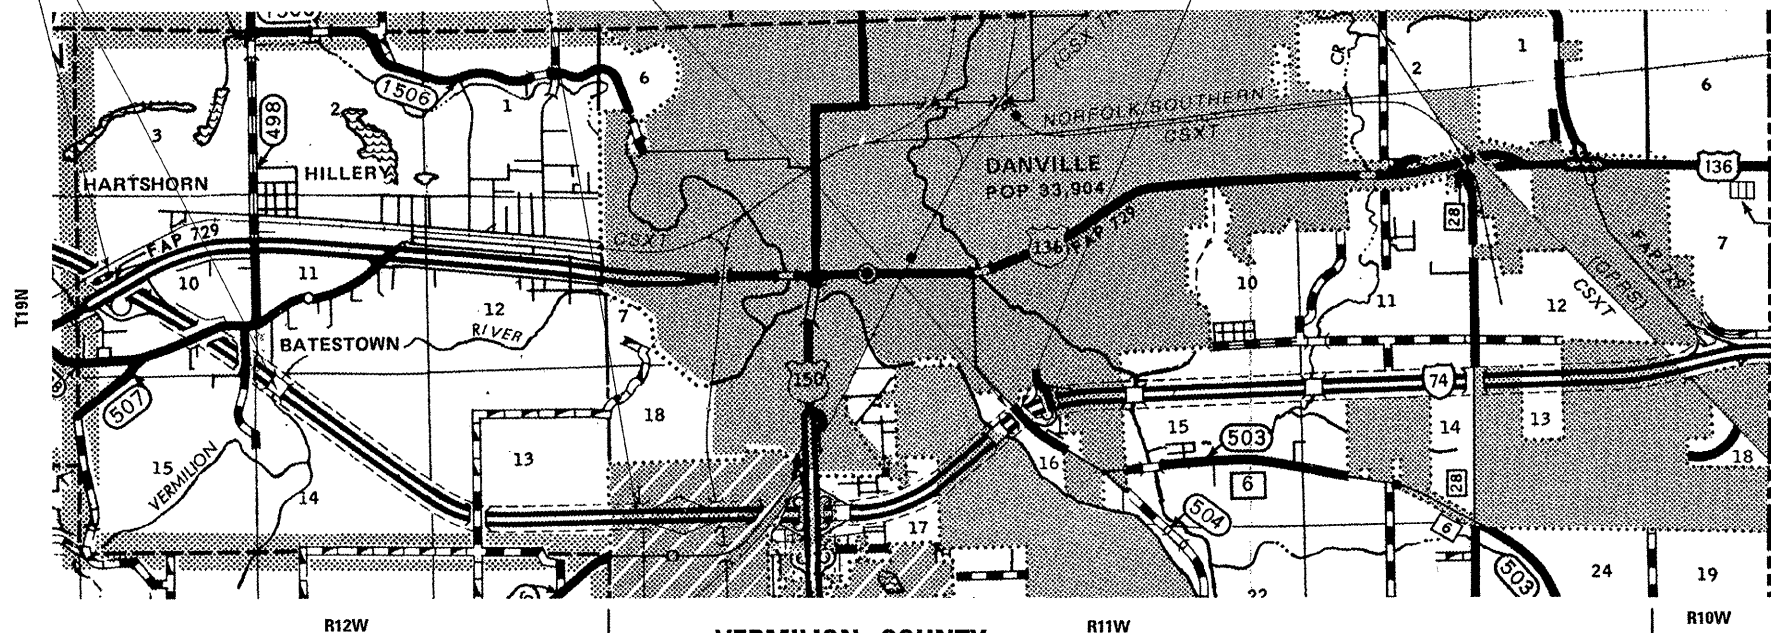 6
1506
1
2
3
498
HARTSHORN
HILLERY
NORFOLK/SOUTHERN
CSXT
DANVILLE
POP 33,904
CR
2
1
6
136
28
7
FAP 729
CSXT
136
FAP 729
10
11
12
7
10
11
12
CSXT
T19N
BATESTOWN
RIVER
150
74
507
18
15
503
14
13
18
15
VERMILION
14
13
16
6
28
504
17
6
503
24
19
22
R12W
R11W
R10W
VERMILION COUNTY